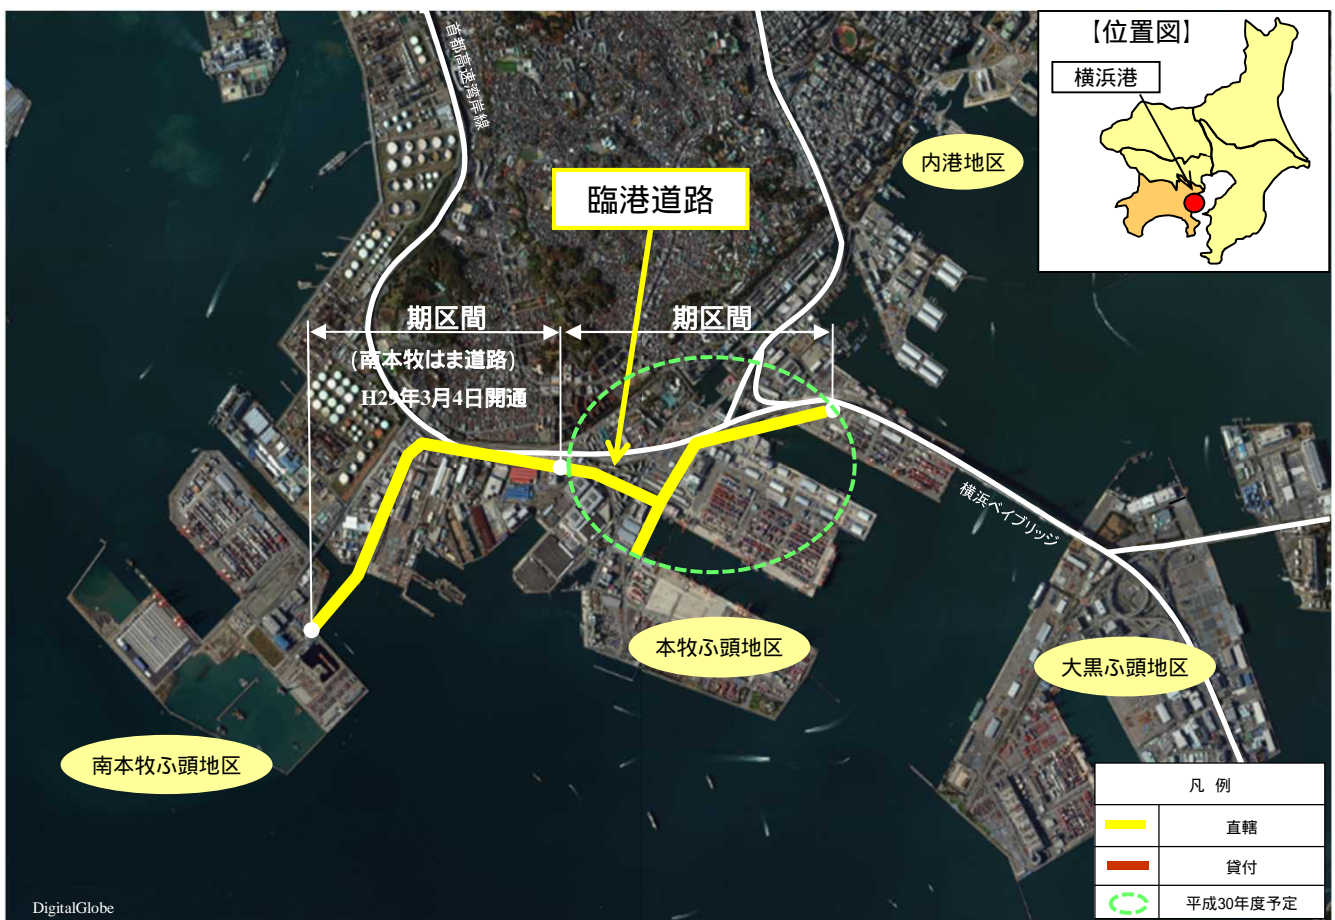 首都高速湾岸線
【位置図】
横浜港
内港地区
臨港道路
期区間
期区間
(南本牧はま道路)
H29年3月4日開通
横浜ベイブリッジ
本牧ふ頭地区
大黒ふ頭地区
南本牧ふ頭地区
凡 例
直轄
貸付
平成30年度予定
DigitalGlobe